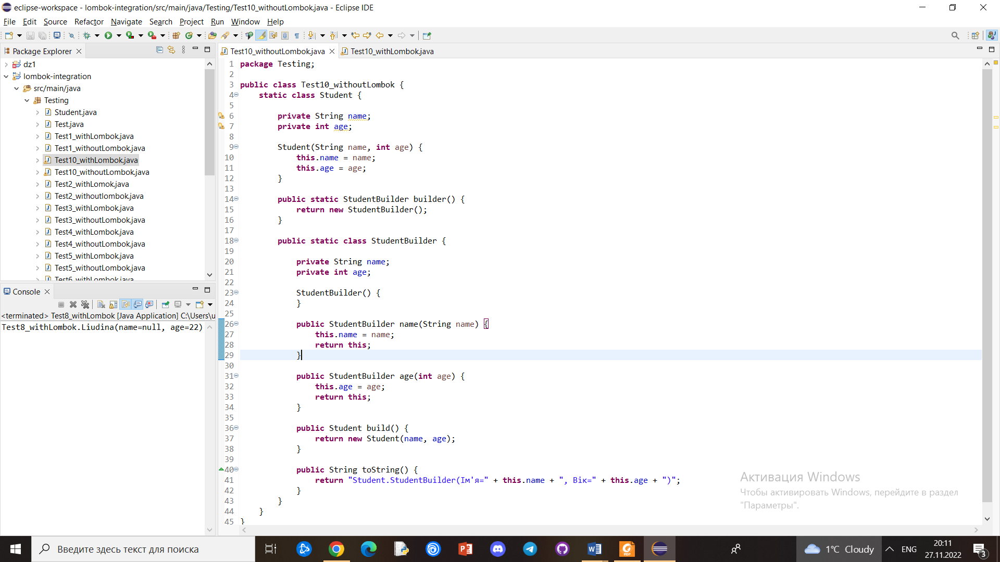 eclipse-workspace - lombok-integration/src/main/java/Testing/Test10_withoutLombok.java - Eclipse IDE
File Edit Source Refactor Navigate Search Project Run Window Help
Package Explorer
dz1
lombok-integration
src/main/java
Testing
Student.java
Test.java
Test1_withLombok.java
Test1_withoutLombok.java
Test10_withLombok.java
Test10_withoutLombok.java
Test2_withLomok.java
Test2_withoutlombok.java
Test3_withLombok.java
Test3_withoutLombok.java
Test4_withLombok.java
Test4_withoutLombok.java
Test5_withLombok.java
Test5_withoutLombok.java
Test6_withLombok.java
Console
<terminated> Test8_withLombok [Java Application] C:\Users\u
Test8_withLombok.Liudina(name=null, age=22)
Test10_withoutLombok.java Test10_withLombok.java
1 package Testing;
2
3 public class Test10_withoutLombok {
4 static class Student {
5
6 private String name;
7 private int age;
8
9 Student(String name, int age) {
10 this.name = name;
11 this.age = age;
12 }
13
14 public static StudentBuilder builder() {
15 return new StudentBuilder();
16 }
17
18 public static class StudentBuilder {
19
20 private String name;
21 private int age;
22
23 StudentBuilder() {
24 }
25
26 public StudentBuilder name(String name) {
27 this.name = name;
28 return this;
29 }
30
31 public StudentBuilder age(int age) {
32 this.age = age;
33 return this;
34 }
35
36 public Student build() {
37 return new Student(name, age);
38 }
39
40 public String toString() {
41 return "Student.StudentBuilder(Ім'я=" + this.name + ", Вік=" + this.age + ")";
42 }
43 }
44 }
45 }
Активация Windows
Чтобы активировать Windows, перейдите в раздел
"Параметры".
Введите здесь текст для поиска
1°C Cloudy
ENG
20:11
27.11.2022
3